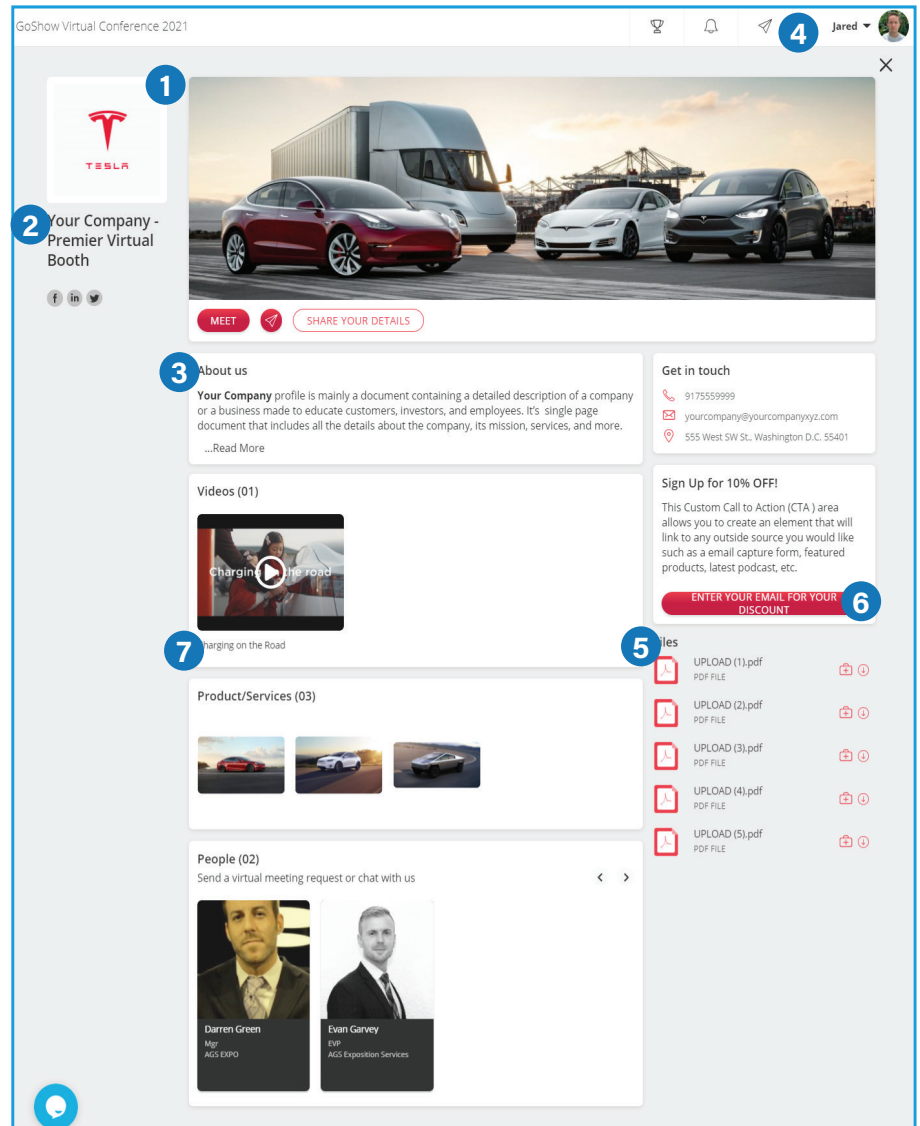 GoShow Virtual Conference 2021
4
Jared
1
TESLA
2
Your Company -
Premier Virtual
Booth
f in
MEET
SHARE YOUR DETAILS
3
About us
Your Company profile is mainly a document containing a detailed description of a company
or a business made to educate customers, investors, and employees. It's single page
document that includes all the details about the company, its mission, services, and more.
...Read More
Get in touch
9175559999
yourcompany@yourcompanyxyz.com
555 West SW St., Washington D.C. 55401
Sign Up for 10% OFF!
This Custom Call to Action (CTA ) area
allows you to create an element that will
link to any outside source you would like
such as a email capture form, featured
products, latest podcast, etc.
ENTER YOUR EMAIL FOR YOUR
DISCOUNT
6
Videos (01)
Charging on the road
7
harging on the Road
5
iles
UPLOAD (1).pdf
PDF FILE
UPLOAD (2).pdf
PDF FILE
UPLOAD (3).pdf
PDF FILE
UPLOAD (4).pdf
PDF FILE
UPLOAD (5).pdf
PDF FILE
Product/Services (03)
People (02)
Send a virtual meeting request or chat with us
Darren Green
Mgr
AGS EXPO
Evan Garvey
EVP
AGS Exposition Services